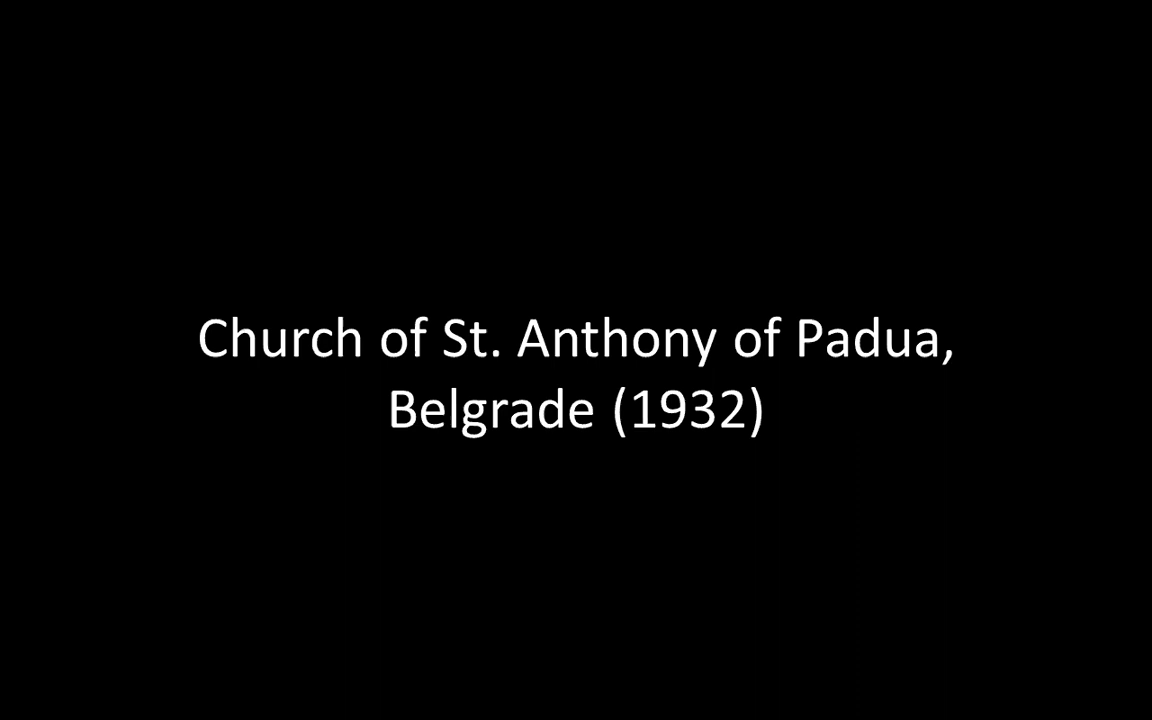 Church of St. Anthony of Padua,
Belgrade (1932)